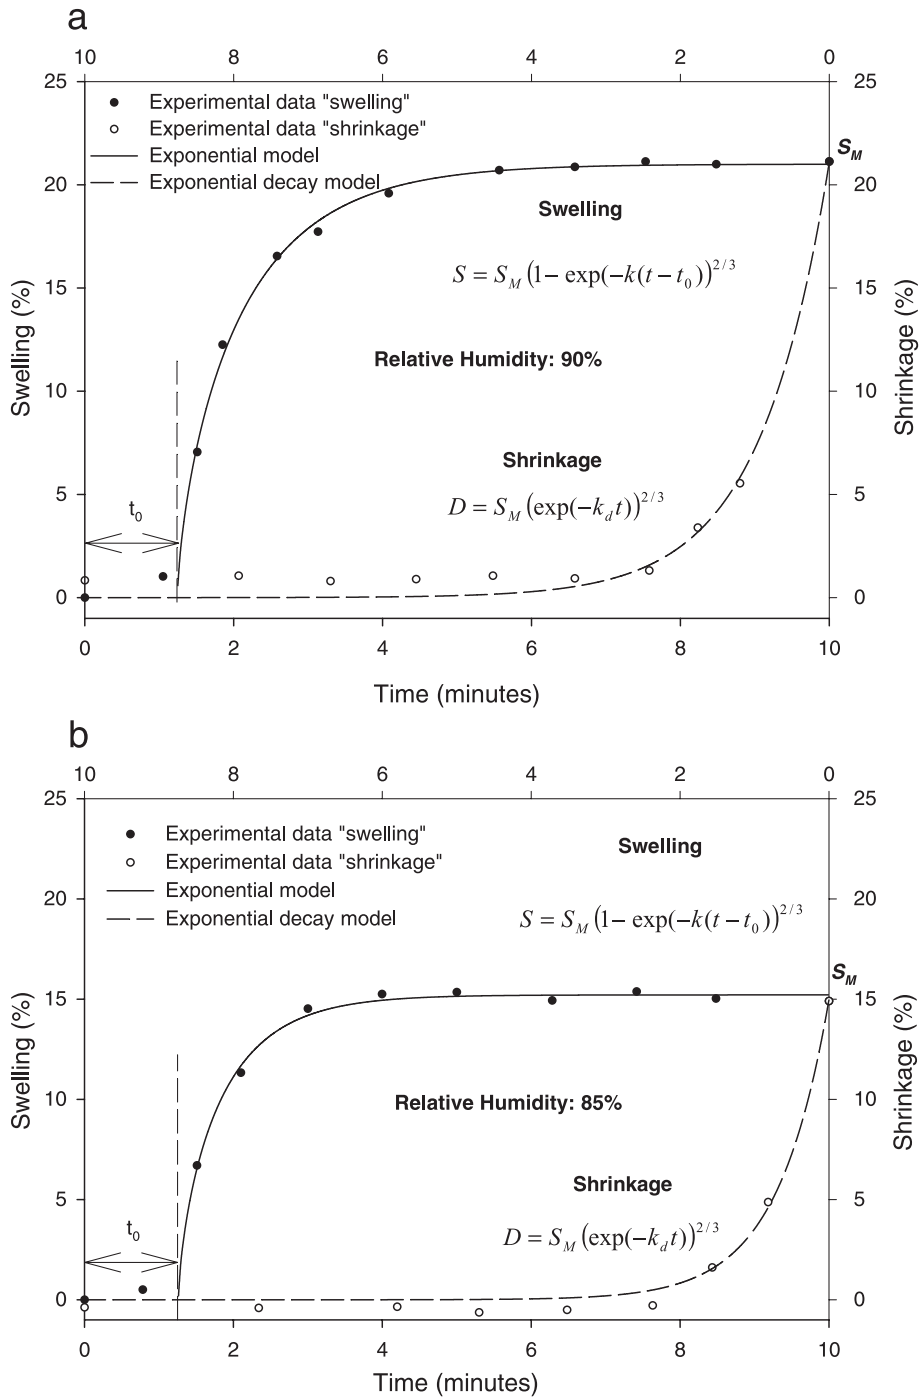 a
10 8 6 4 2 0
25 25
Experimental data "swelling"
Experimental data "shrinkage"
Exponential model
Exponential decay model
S_M
20 20
Swelling
S = S_M (1− exp(−k(t − t_0))^{2/3}
15 15
Relative Humidity: 90%
Swelling (%)
Shrinkage (%)
10 10
Shrinkage
D = S_M (exp(−k_d t))^{2/3}
5 5
t_0
0 0
0 2 4 6 8 10
Time (minutes)
b
10 8 6 4 2 0
25 25
Experimental data "swelling"
Experimental data "shrinkage"
Exponential model
Exponential decay model
Swelling
20 20
S = S_M (1− exp(−k(t − t_0))^{2/3}
S_M
15 15
Swelling (%)
Shrinkage (%)
10 10
Relative Humidity: 85%
Shrinkage
5 5
D = S_M (exp(−k_d t))^{2/3}
t_0
0 0
0 2 4 6 8 10
Time (minutes)